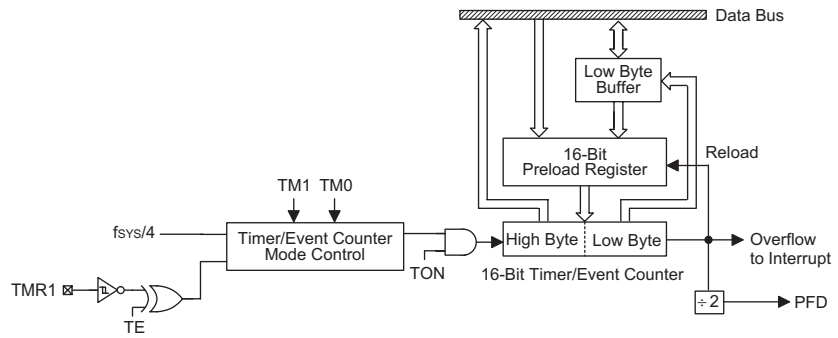 Data Bus
Low Byte
Buffer
16-Bit
Preload Register
Reload
TM1 TM0
fSYS/4
Timer/Event Counter
Mode Control
TON
High Byte Low Byte
16-Bit Timer/Event Counter
Overflow
to Interrupt
TMR1
TE
÷ 2
PFD